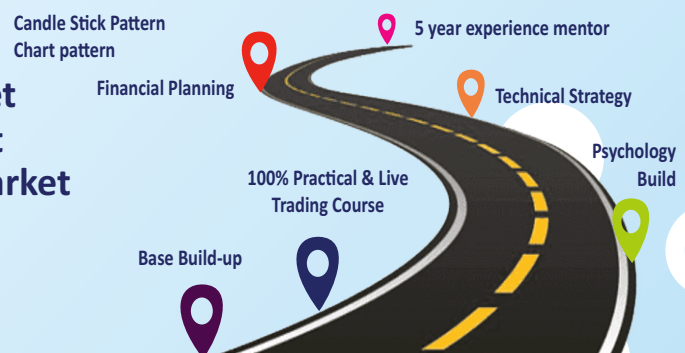 Candle Stick Pattern
Chart pattern
5 year experience mentor
Financial Planning
Technical Strategy
Psychology
Build
100% Practical & Live
Trading Course
Base Build-up